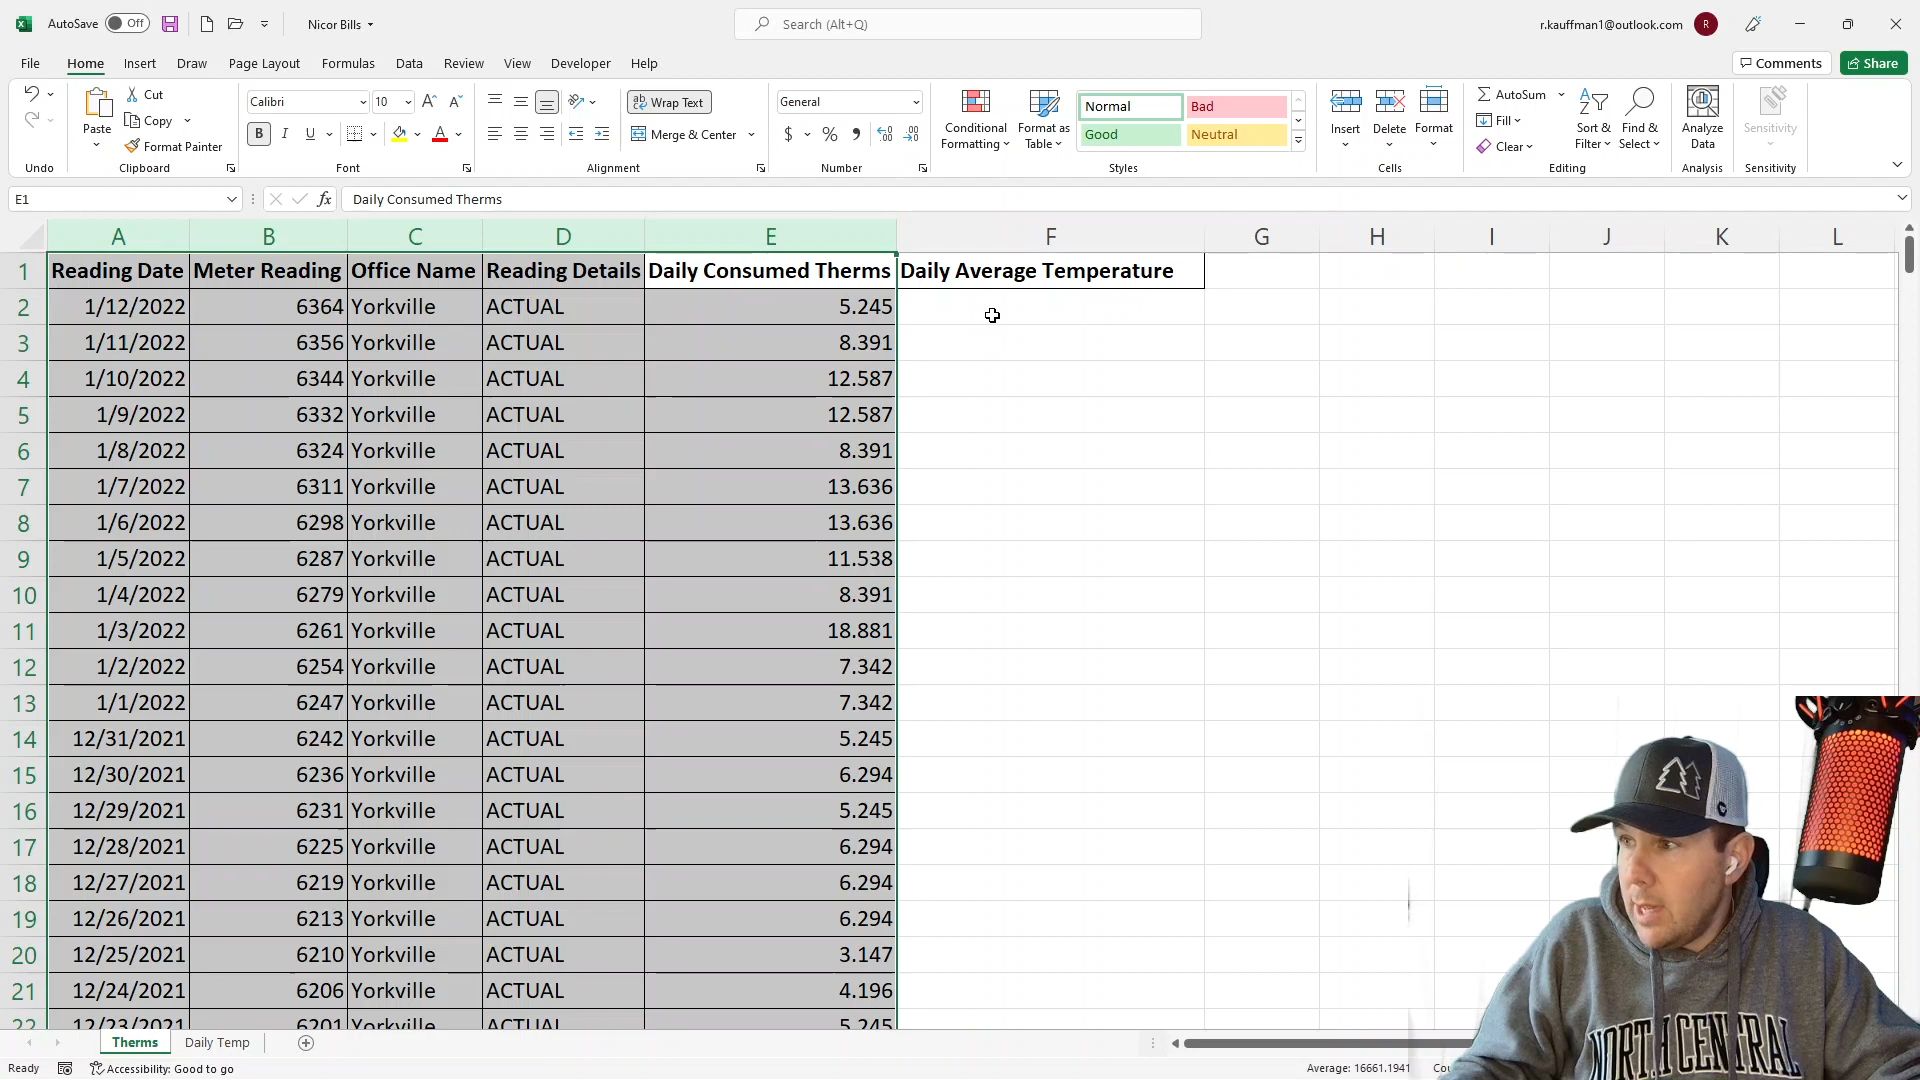 AutoSave Off Nicor Bills Search (Alt+Q) r.kauffman1@outlook.com R
File Home Insert Draw Page Layout Formulas Data Review View Developer Help Comments Share
Paste Cut Copy Format Painter
Calibri 10
B I U A
Wrap Text
Merge & Center
General
$ %
Conditional Formatting
Format as Table
Normal Bad
Good Neutral
Insert Delete Format
AutoSum
Fill
Clear
Sort & Filter
Find & Select
Analyze Data
Sensitivity
Undo Clipboard Font Alignment Number Styles Cells Editing Analysis Sensitivity
E1 fx Daily Consumed Therms
A B C D E F G H I J K L
1 Reading Date Meter Reading Office Name Reading Details Daily Consumed Therms Daily Average Temperature
2 1/12/2022 6364 Yorkville ACTUAL 5.245
3 1/11/2022 6356 Yorkville ACTUAL 8.391
4 1/10/2022 6344 Yorkville ACTUAL 12.587
5 1/9/2022 6332 Yorkville ACTUAL 12.587
6 1/8/2022 6324 Yorkville ACTUAL 8.391
7 1/7/2022 6311 Yorkville ACTUAL 13.636
8 1/6/2022 6298 Yorkville ACTUAL 13.636
9 1/5/2022 6287 Yorkville ACTUAL 11.538
10 1/4/2022 6279 Yorkville ACTUAL 8.391
11 1/3/2022 6261 Yorkville ACTUAL 18.881
12 1/2/2022 6254 Yorkville ACTUAL 7.342
13 1/1/2022 6247 Yorkville ACTUAL 7.342
14 12/31/2021 6242 Yorkville ACTUAL 5.245
15 12/30/2021 6236 Yorkville ACTUAL 6.294
16 12/29/2021 6231 Yorkville ACTUAL 5.245
17 12/28/2021 6225 Yorkville ACTUAL 6.294
18 12/27/2021 6219 Yorkville ACTUAL 6.294
19 12/26/2021 6213 Yorkville ACTUAL 6.294
20 12/25/2021 6210 Yorkville ACTUAL 3.147
21 12/24/2021 6206 Yorkville ACTUAL 4.196
22 12/23/2021 6201 Yorkville ACTUAL 5.245
Therms Daily Temp
Ready Accessibility: Good to go Average: 16661.1941
NORTH CENTRAL